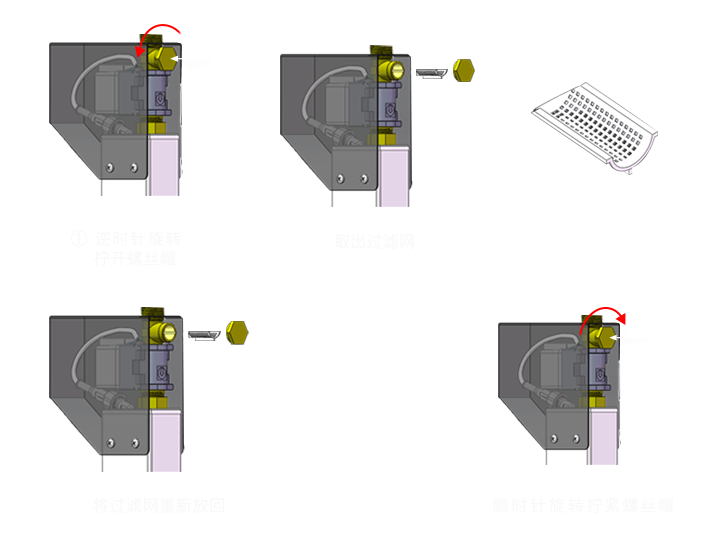 ① 逆时针旋转
拧开螺丝帽
取出过滤网
将过滤网重新放回
顺时针旋转拧紧螺丝帽